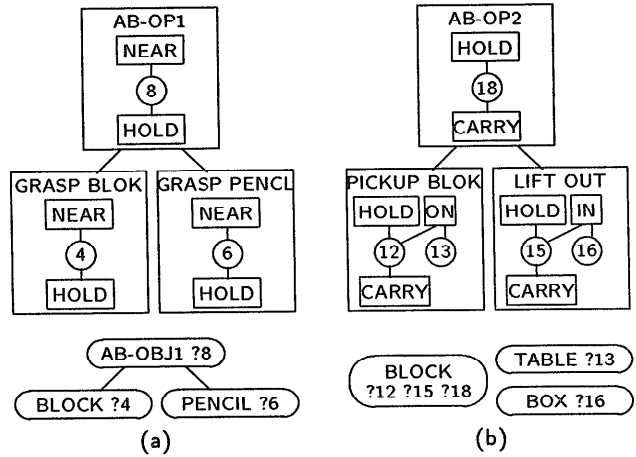 AB-OP1
NEAR
8
HOLD
GRASP BLOK
NEAR
4
HOLD
GRASP PENCL
NEAR
6
HOLD
AB-OBJ1 ?8
BLOCK ?4
PENCIL ?6
(a)
AB-OP2
HOLD
18
CARRY
PICKUP BLOK
HOLD ON
12 13
CARRY
LIFT OUT
HOLD IN
15 16
CARRY
BLOCK
?12 ?15 ?18
TABLE ?13
BOX ?16
(b)